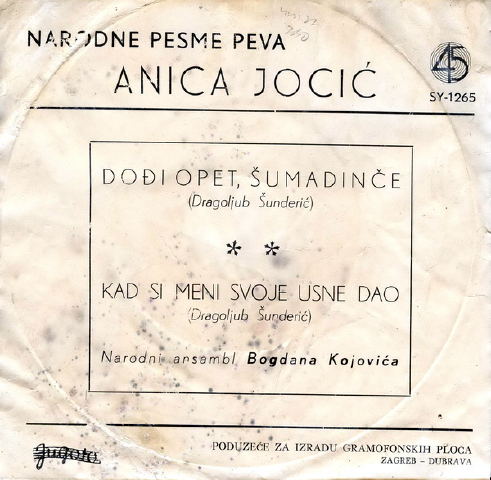 NARODNE PESME PEVA
ANICA JOCIĆ
45
SY-1265
DOĐI OPET, ŠUMADINČE
(Dragoljub Šunderić)
* *
KAD SI MENI SVOJE USNE DAO
(Dragoljub Šunderić)
Narodni ansambl Bogdana Kojovića
Jugoton
PODUZEĆE ZA IZRADU GRAMOFONSKIH PLOČA
ZAGREB - DUBRAVA